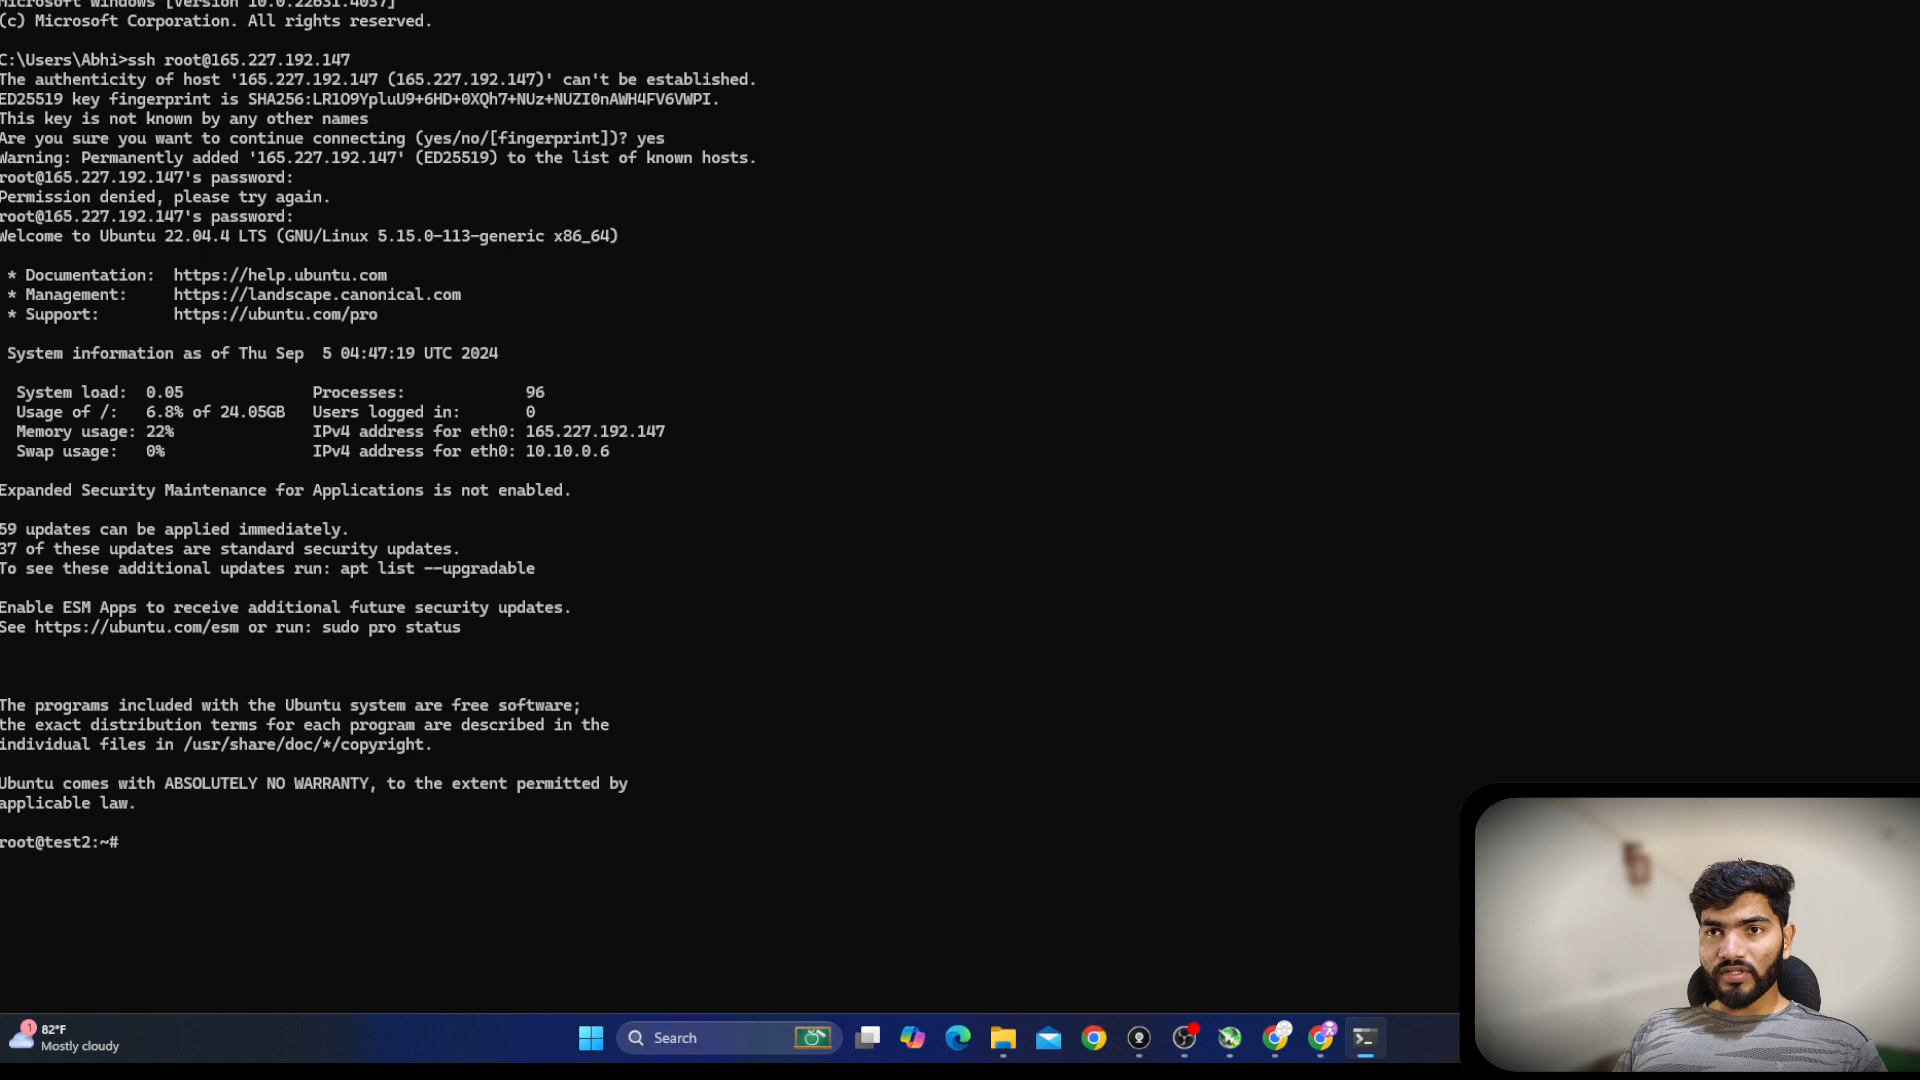 Microsoft Windows [Version 10.0.22631.4037]
(c) Microsoft Corporation. All rights reserved.
C:\Users\Abhi>ssh root@165.227.192.147
The authenticity of host '165.227.192.147 (165.227.192.147)' can't be established.
ED25519 key fingerprint is SHA256:LR1O9YpluU9+6HD+0XQh7+NUz+NUZI0nAWH4FV6VWPI.
This key is not known by any other names
Are you sure you want to continue connecting (yes/no/[fingerprint])? yes
Warning: Permanently added '165.227.192.147' (ED25519) to the list of known hosts.
root@165.227.192.147's password:
Permission denied, please try again.
root@165.227.192.147's password:
Welcome to Ubuntu 22.04.4 LTS (GNU/Linux 5.15.0-113-generic x86_64)
* Documentation: https://help.ubuntu.com
* Management: https://landscape.canonical.com
* Support: https://ubuntu.com/pro
System information as of Thu Sep 5 04:47:19 UTC 2024
System load: 0.05 Processes: 96
Usage of /: 6.8% of 24.05GB Users logged in: 0
Memory usage: 22% IPv4 address for eth0: 165.227.192.147
Swap usage: 0% IPv4 address for eth0: 10.10.0.6
Expanded Security Maintenance for Applications is not enabled.
59 updates can be applied immediately.
37 of these updates are standard security updates.
To see these additional updates run: apt list --upgradable
Enable ESM Apps to receive additional future security updates.
See https://ubuntu.com/esm or run: sudo pro status
The programs included with the Ubuntu system are free software;
the exact distribution terms for each program are described in the
individual files in /usr/share/doc/*/copyright.
Ubuntu comes with ABSOLUTELY NO WARRANTY, to the extent permitted by
applicable law.
root@test2:~#
1
82°F
Mostly cloudy
Search